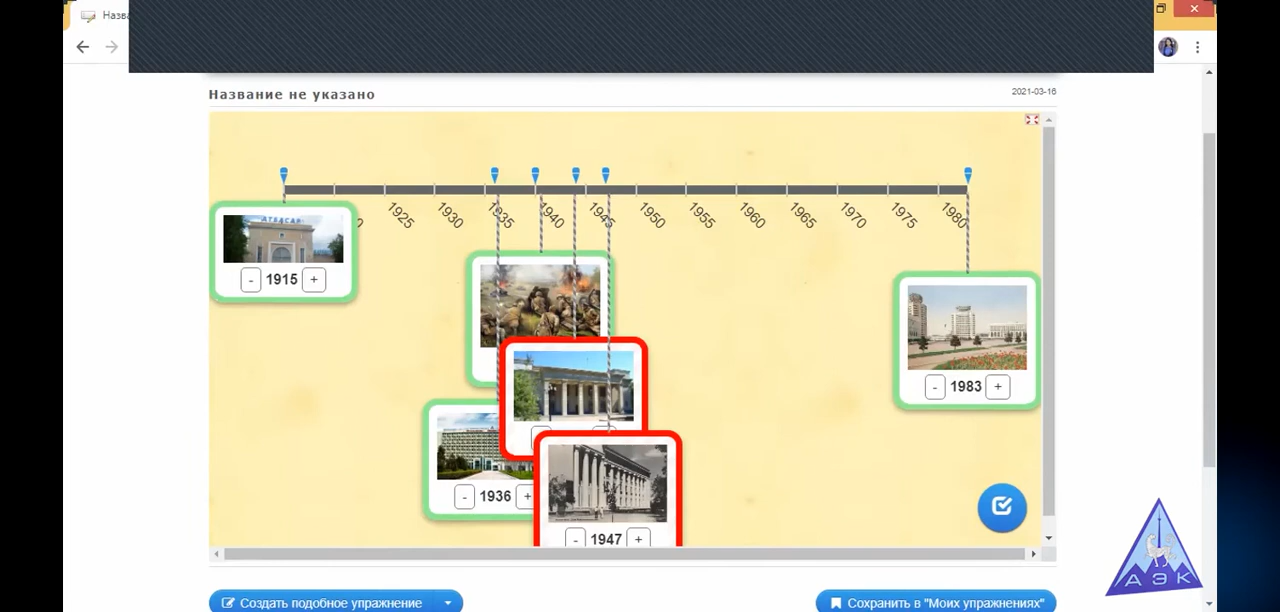 Назва
Название не указано
2021-03-16
1925
1930
1935
1940
1945
1950
1955
1960
1965
1970
1975
1980
- 1915 +
- 1983 +
- 1936 +
- 1947 +
Создать подобное упражнение
Сохранить в "Моих упражнениях"
АЭК